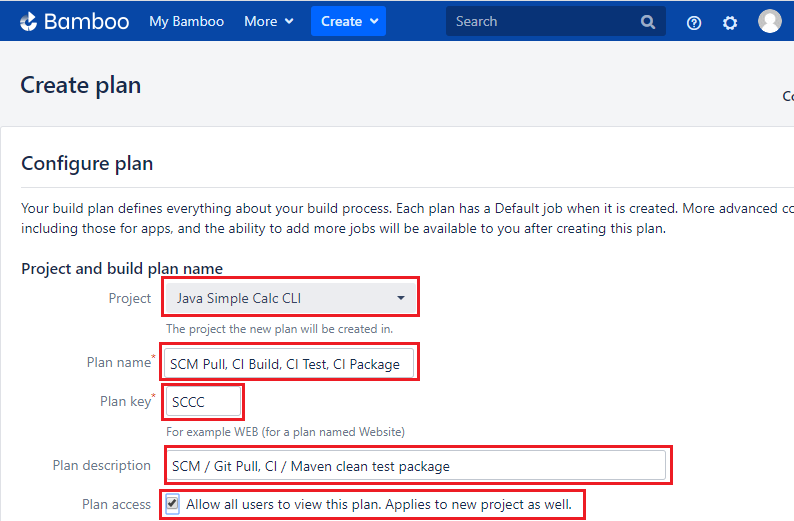 Bamboo My Bamboo More Create Search
Create plan
Co
Configure plan
Your build plan defines everything about your build process. Each plan has a Default job when it is created. More advanced co
including those for apps, and the ability to add more jobs will be available to you after creating this plan.
Project and build plan name
Project Java Simple Calc CLI
The project the new plan will be created in.
Plan name* SCM Pull, CI Build, CI Test, CI Package
Plan key* SCCC
For example WEB (for a plan named Website)
Plan description SCM / Git Pull, CI / Maven clean test package
Plan access Allow all users to view this plan. Applies to new project as well.